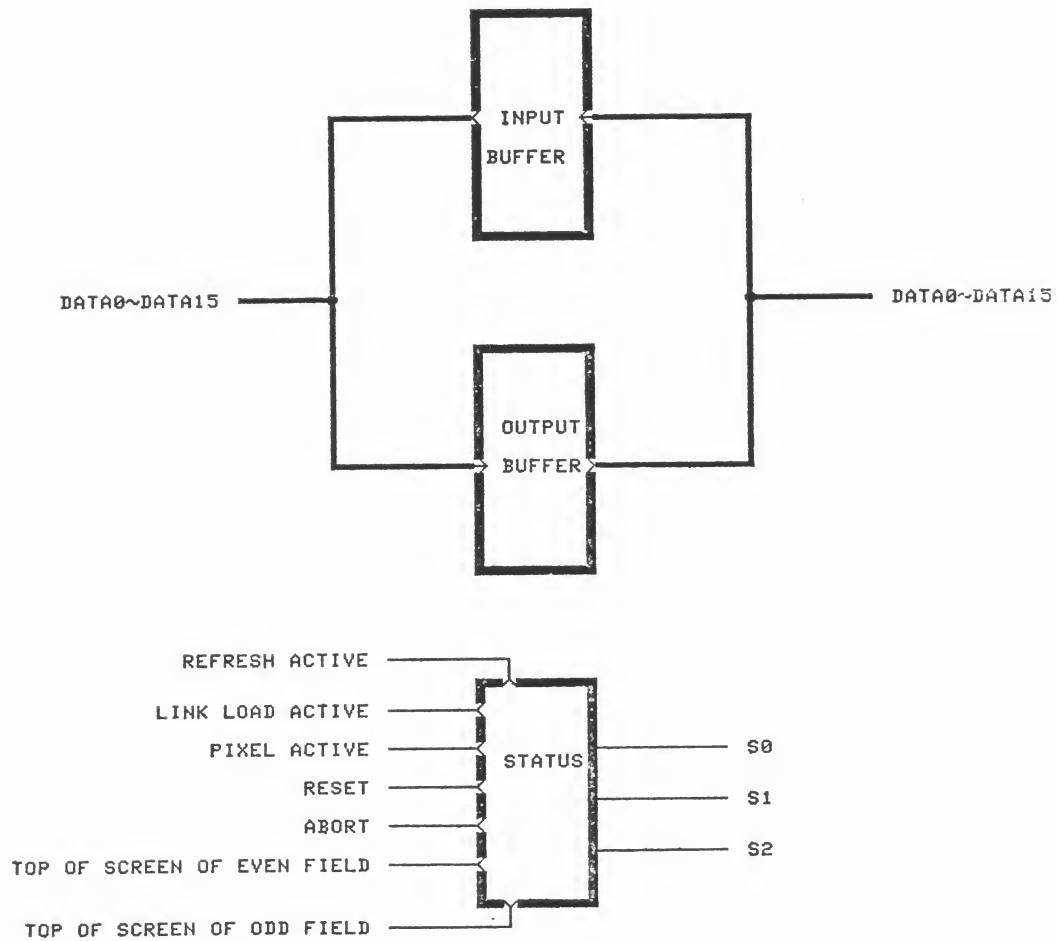 INPUT
BUFFER
DATA0~DATA15
DATA0~DATA15
OUTPUT
BUFFER
REFRESH ACTIVE
LINK LOAD ACTIVE
PIXEL ACTIVE
RESET
ABORT
TOP OF SCREEN OF EVEN FIELD
TOP OF SCREEN OF ODD FIELD
STATUS
S0
S1
S2